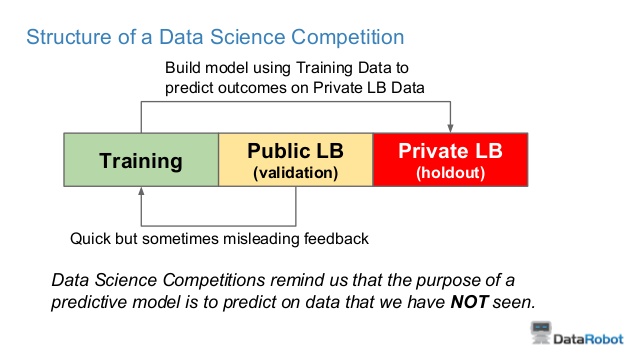 Structure of a Data Science Competition
Build model using Training Data to
predict outcomes on Private LB Data
Training
Public LB
(validation)
Private LB
(holdout)
Quick but sometimes misleading feedback
Data Science Competitions remind us that the purpose of a
predictive model is to predict on data that we have NOT seen.
DataRobot